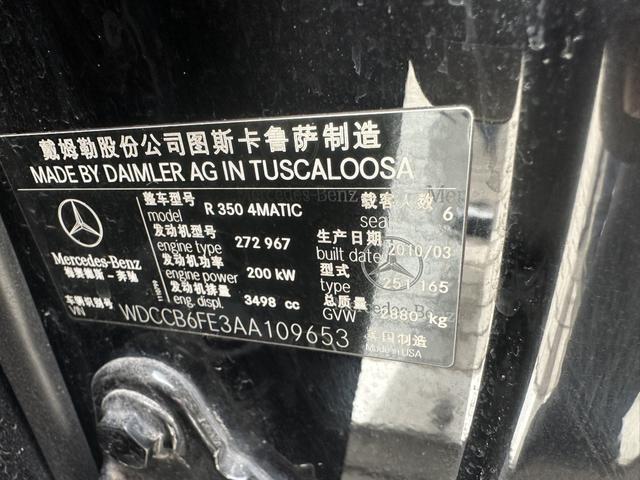 戴姆勒股份公司图斯卡鲁萨制造
MADE BY DAIMLER AG IN TUSCALOOSA
Mercedes-Benz
梅赛德斯-奔驰
整车型号
model R 350 4MATIC
发动机型号
engine type 272 967
发动机功率
engine power 200 kW
发动机排量
eng. displ. 3498 cc
载客人数 6
seat
生产日期
built date 2010/03
型式
type 251 165
总质量
GVW 2880 kg
车辆识别号
VIN WDCCB6FE3AA109653
美国制造
Made in USA
Mercedes-Benz